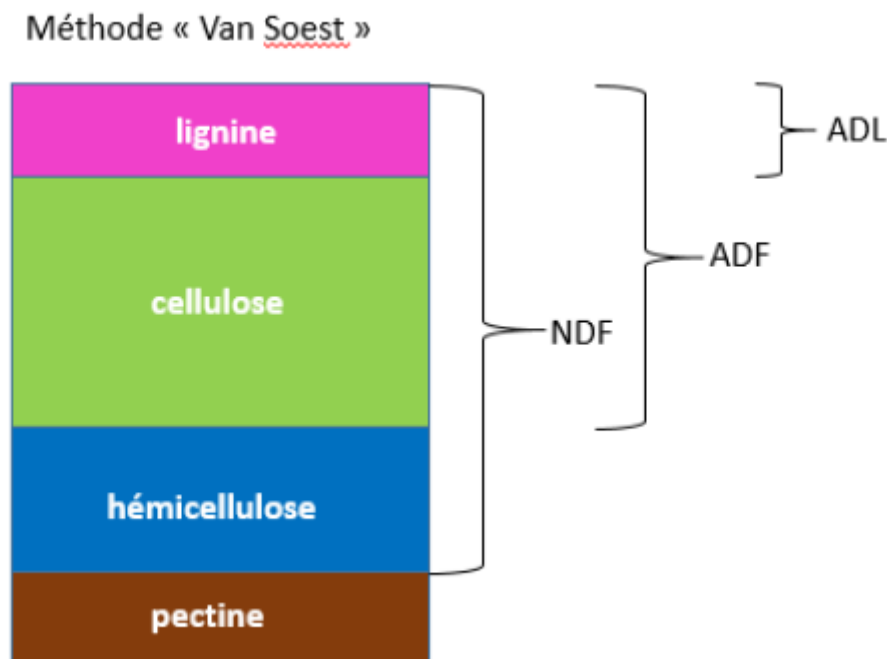 Méthode « Van Soest »
lignine
ADL
ADF
cellulose
NDF
hémicellulose
pectine